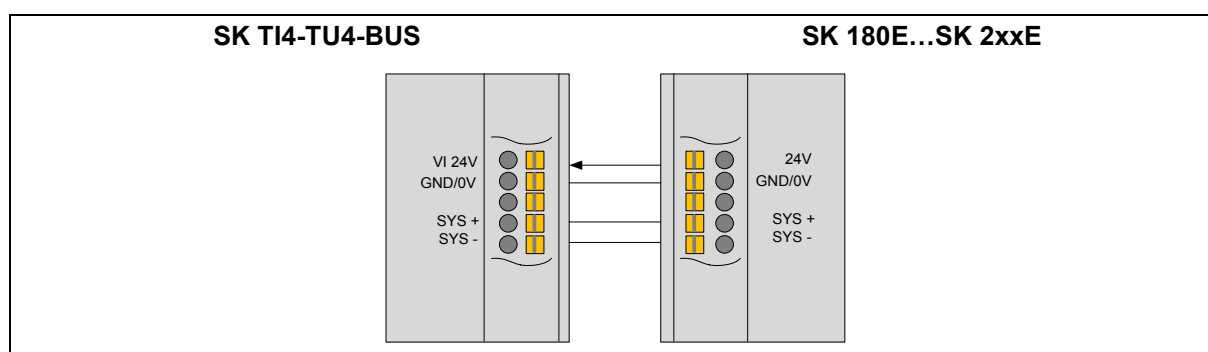 SK TI4-TU4-BUS
SK 180E…SK 2xxE
VI 24V
GND/0V
SYS +
SYS -
24V
GND/0V
SYS +
SYS -